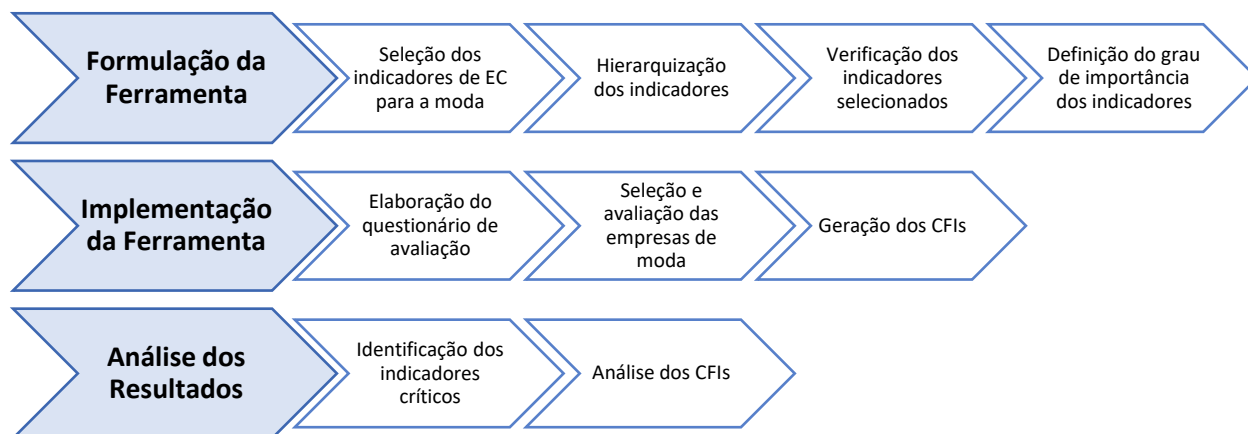 Formulação da
Ferramenta
Seleção dos
indicadores de EC
para a moda
Hierarquização
dos indicadores
Verificação dos
indicadores
selecionados
Definição do grau
de importância
dos indicadores
Implementação
da Ferramenta
Elaboração do
questionário de
avaliação
Seleção e
avaliação das
empresas de
moda
Geração dos CFIs
Análise dos
Resultados
Identificação dos
indicadores
críticos
Análise dos CFIs